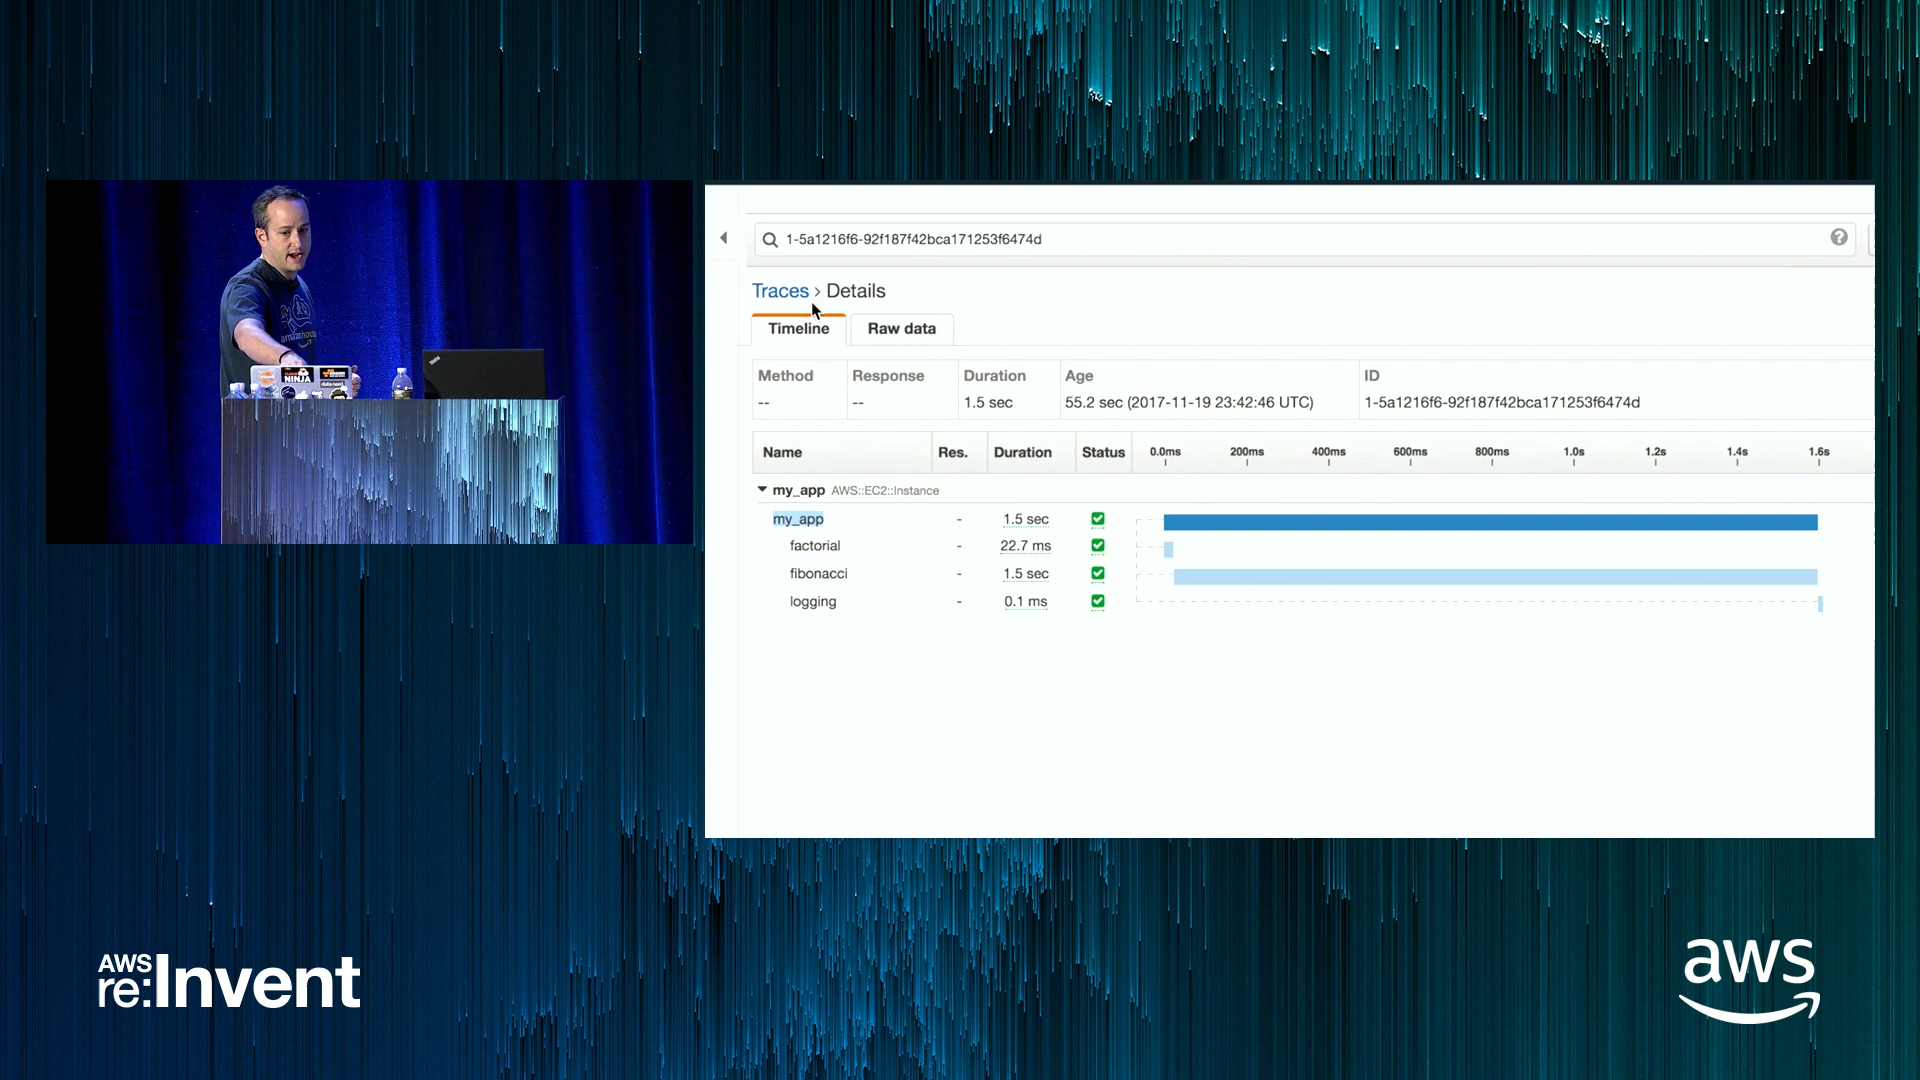 1-5a1216f6-92f187f42bca171253f6474d
Traces › Details
Timeline Raw data
Method Response Duration Age ID
-- -- 1.5 sec 55.2 sec (2017-11-19 23:42:46 UTC) 1-5a1216f6-92f187f42bca171253f6474d
Name Res. Duration Status 0.0ms 200ms 400ms 600ms 800ms 1.0s 1.2s 1.4s 1.6s
my_app AWS::EC2::Instance
my_app - 1.5 sec
factorial - 22.7 ms
fibonacci - 1.5 sec
logging - 0.1 ms
NINJA
AWS
re:Invent
aws